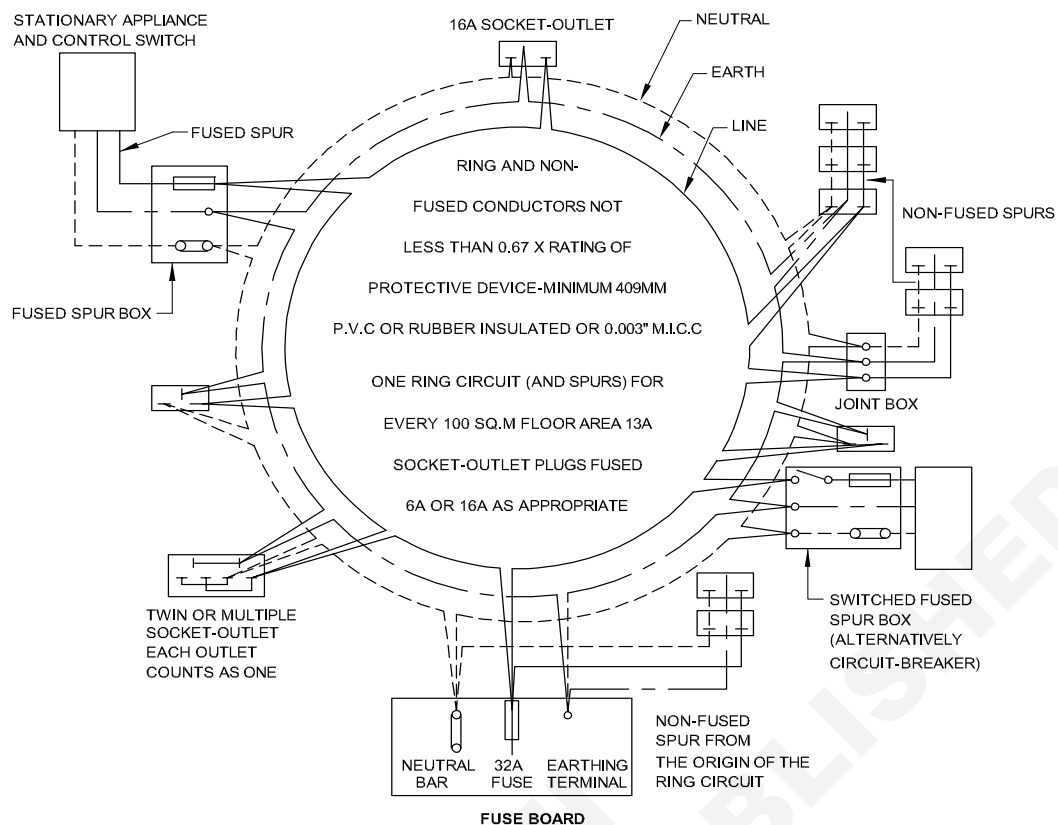 STATIONARY APPLIANCE
AND CONTROL SWITCH
16A SOCKET-OUTLET
NEUTRAL
EARTH
LINE
FUSED SPUR
FUSED SPUR BOX
NON-FUSED SPURS
RING AND NON-
FUSED CONDUCTORS NOT
LESS THAN 0.67 X RATING OF
PROTECTIVE DEVICE-MINIMUM 409MM
P.V.C OR RUBBER INSULATED OR 0.003" M.I.C.C
ONE RING CIRCUIT (AND SPURS) FOR
EVERY 100 SQ.M FLOOR AREA 13A
SOCKET-OUTLET PLUGS FUSED
6A OR 16A AS APPROPRIATE
JOINT BOX
SWITCHED FUSED
SPUR BOX
(ALTERNATIVELY
CIRCUIT-BREAKER)
TWIN OR MULTIPLE
SOCKET-OUTLET
EACH OUTLET
COUNTS AS ONE
NEUTRAL
BAR
32A
FUSE
EARTHING
TERMINAL
NON-FUSED
SPUR FROM
THE ORIGIN OF THE
RING CIRCUIT
FUSE BOARD
BLISHED